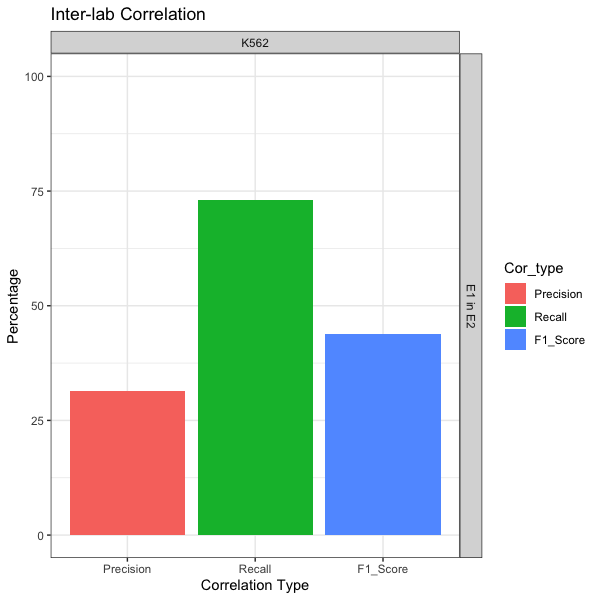 Inter-lab Correlation
K562
100
75
50
25
0
Percentage
E1 in E2
Precision
Recall
F1_Score
Correlation Type
Cor_type
Precision
Recall
F1_Score